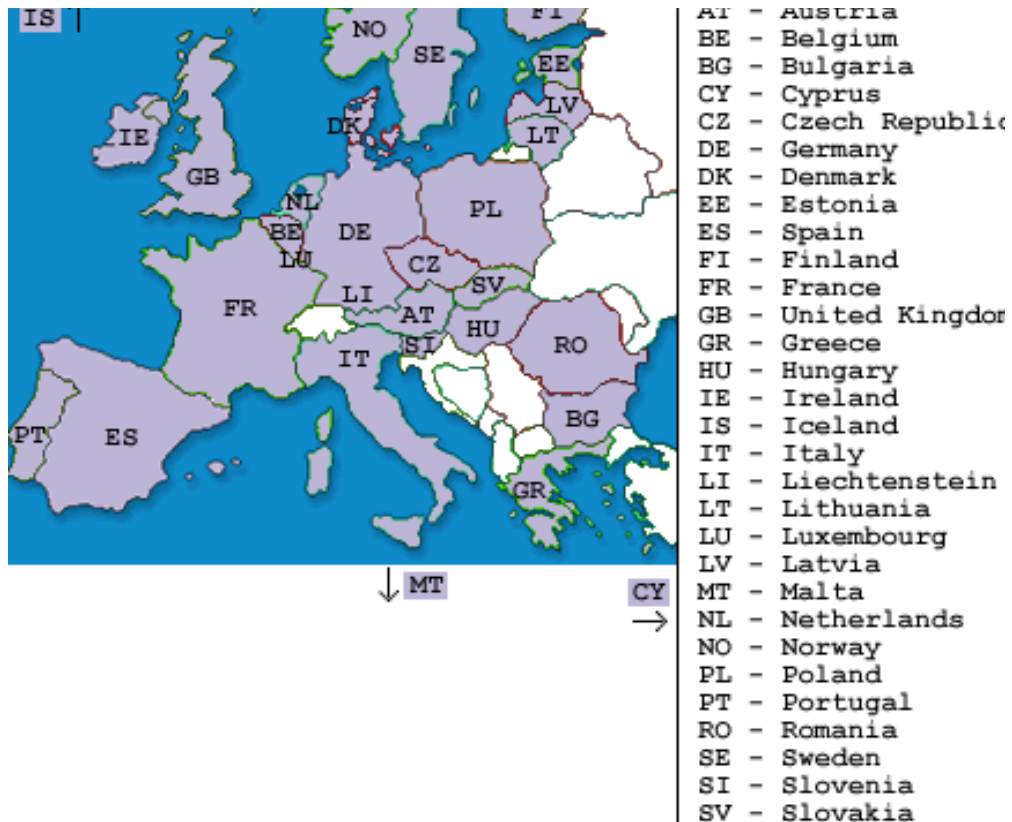 IS
NO
FI
SE
EE
LV
DK
LT
IE
GB
NL
PL
BE
DE
LU
CZ
SV
LI
FR
AT
HU
SI
IT
RO
BG
PT
ES
GR
MT
CY
AT - Austria
BE - Belgium
BG - Bulgaria
CY - Cyprus
CZ - Czech Republic
DE - Germany
DK - Denmark
EE - Estonia
ES - Spain
FI - Finland
FR - France
GB - United Kingdom
GR - Greece
HU - Hungary
IE - Ireland
IS - Iceland
IT - Italy
LI - Liechtenstein
LT - Lithuania
LU - Luxembourg
LV - Latvia
MT - Malta
NL - Netherlands
NO - Norway
PL - Poland
PT - Portugal
RO - Romania
SE - Sweden
SI - Slovenia
SV - Slovakia